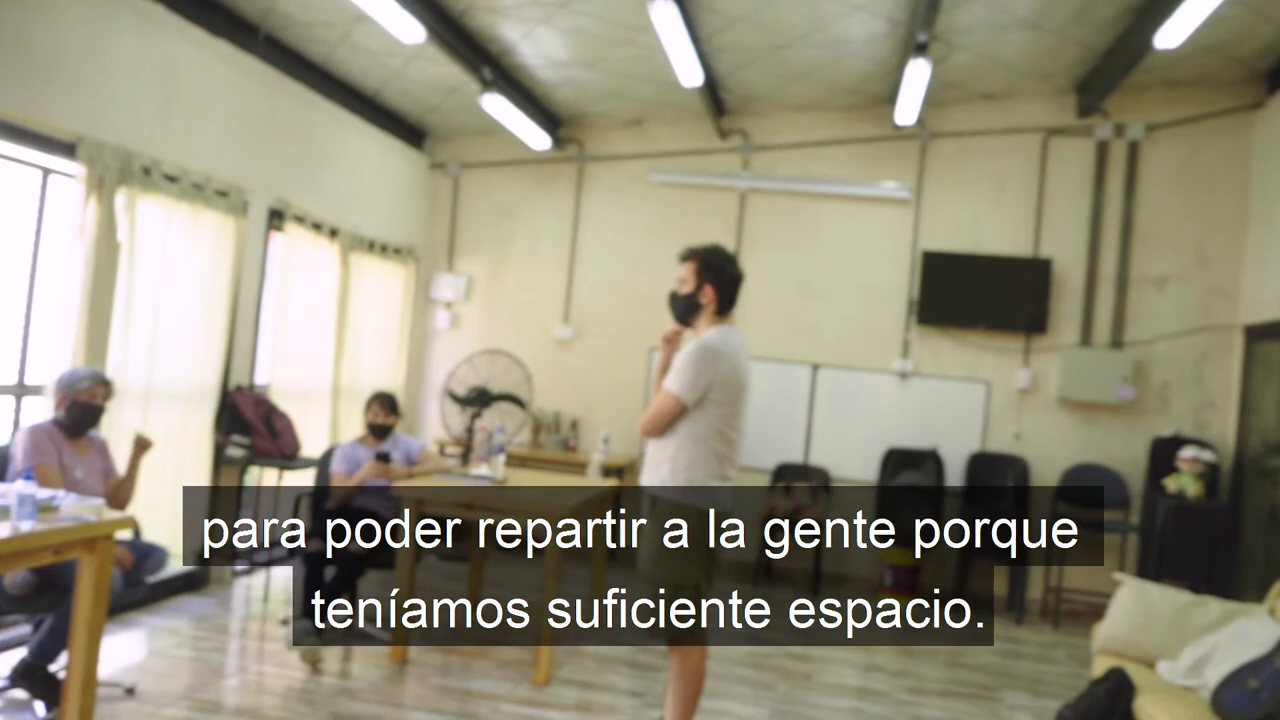 para poder repartir a la gente porque
teníamos suficiente espacio.